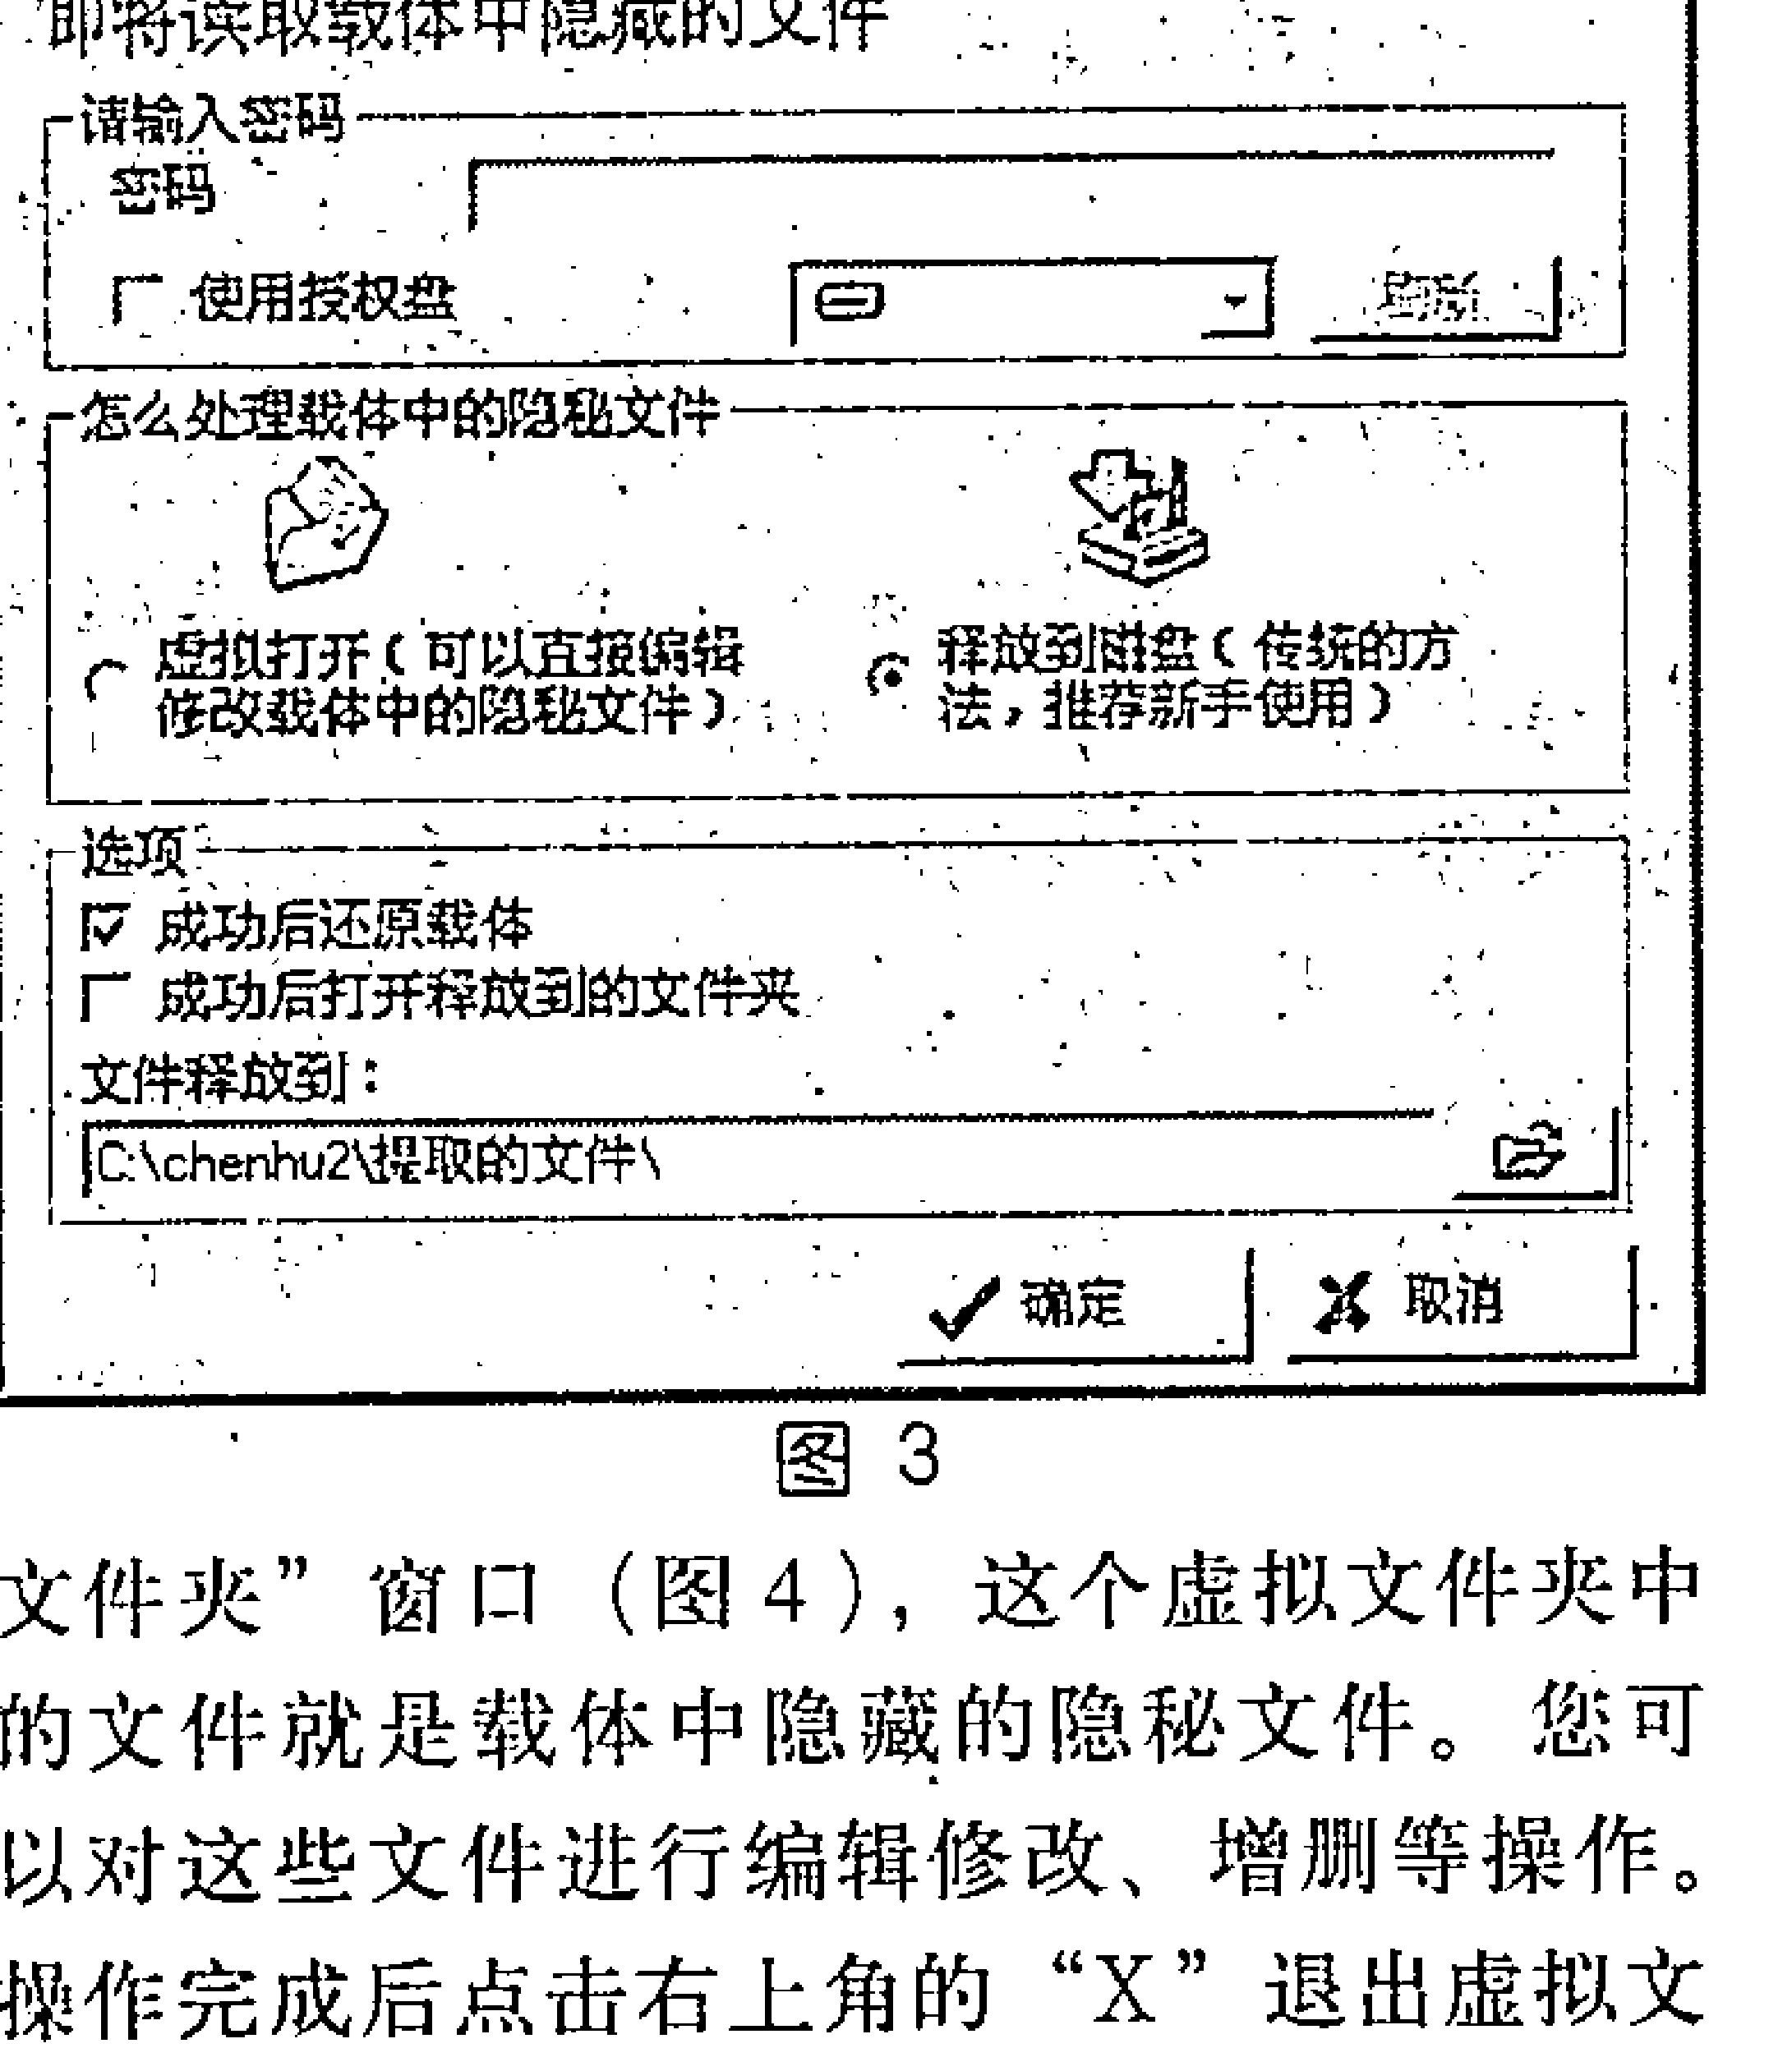 即将读取载体中隐藏的文件
请输入密码
密码
使用授权盘
怎么处理载体中的隐秘文件
虚拟打开(可以直接编辑
修改载体中的隐秘文件)
释放到磁盘(传统的方
法,推荐新手使用)
选项
成功后还原载体
成功后打开释放到的文件夹
文件释放到:
C:\chenhu2\提取的文件\
确定
取消
图 3
文件夹”窗口(图4),这个虚拟文件夹中
的文件就是载体中隐藏的隐秘文件。您可
以对这些文件进行编辑修改、增删等操作。
操作完成后点击右上角的“X”退出虚拟文